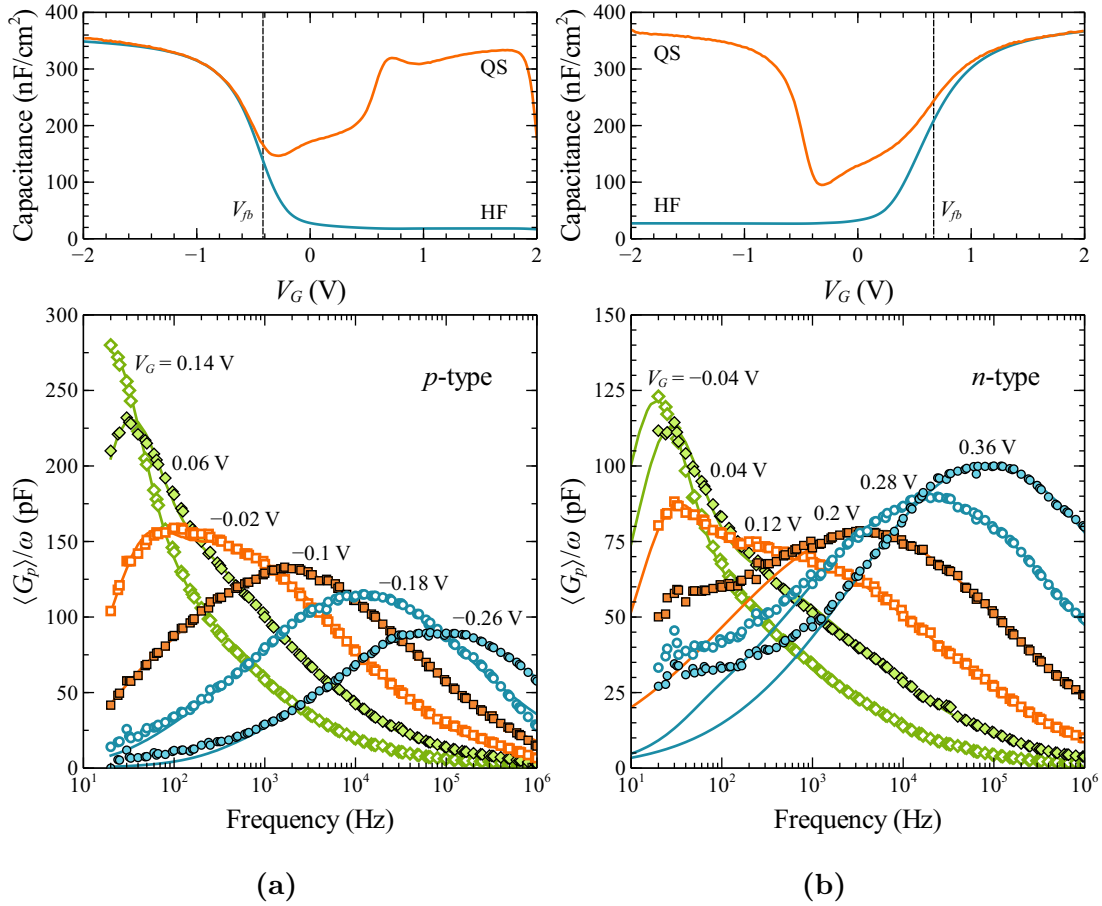 400
300
200
100
0
Capacitance (nF/cm²)
QS
HF
V_fb
−2
−1
0
1
2
V_G (V)
400
300
200
100
0
Capacitance (nF/cm²)
QS
HF
V_fb
−2
−1
0
1
2
V_G (V)
300
250
200
150
100
50
0
⟨G_p⟩/ω (pF)
V_G = 0.14 V
p-type
0.06 V
−0.02 V
−0.1 V
−0.18 V
−0.26 V
10¹
10²
10³
10⁴
10⁵
10⁶
Frequency (Hz)
(a)
150
125
100
75
50
25
0
⟨G_p⟩/ω (pF)
V_G = −0.04 V
n-type
0.04 V
0.12 V
0.2 V
0.28 V
0.36 V
10¹
10²
10³
10⁴
10⁵
10⁶
Frequency (Hz)
(b)